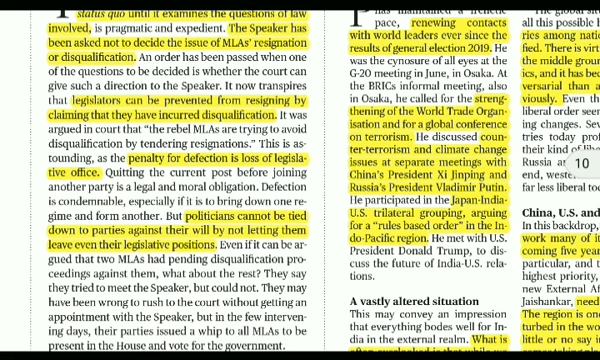 status quo until it examines the questions of law
involved, is pragmatic and expedient. The Speaker has
been asked not to decide the issue of MLAs' resignation
or disqualification. An order has been passed when one
of the questions to be decided is whether the court can
give such a direction to the Speaker. It now transpires
that legislators can be prevented from resigning by
claiming that they have incurred disqualification. It was
argued in court that “the rebel MLAs are trying to avoid
disqualification by tendering resignations.” This is as-
tounding, as the penalty for defection is loss of legisla-
tive office. Quitting the current post before joining
another party is a legal and moral obligation. Defection
is condemnable, especially if it is to bring down one re-
gime and form another. But politicians cannot be tied
down to parties against their will by not letting them
leave even their legislative positions. Even if it can be ar-
gued that two MLAs had pending disqualification pro-
ceedings against them, what about the rest? They say
they tried to meet the Speaker, but could not. They may
have been wrong to rush to the court without getting an
appointment with the Speaker, but in the few interven-
ing days, their parties issued a whip to all MLAs to be
present in the House and vote for the government.
pace, renewing contacts
with world leaders ever since the
results of general election 2019. He
was the cynosure of all eyes at the
G-20 meeting in June, in Osaka. At
the BRICs informal meeting, also
in Osaka, he called for the streng-
thening of the World Trade Organ-
isation and for a global conference
on terrorism. He discussed coun-
ter-terrorism and climate change
issues at separate meetings with
China's President Xi Jinping and
Russia's President Vladimir Putin.
He participated in the Japan-India-
U.S. trilateral grouping, arguing
for a “rules based order” in the In-
do-Pacific region. He met with U.S.
President Donald Trump, to dis-
cuss the future of India-U.S. rela-
tions.
A vastly altered situation
This may convey an impression
that everything bodes well for In-
dia in the external realm. What is
all this possible b
ries among natio
fied. There is virt
the middle groun
ics, and it has bec
versarial than a
viously. Even the
liberal order seen
ing changes. Sev
tries today prof
their kind of
Russia an
end, weste
far less liberal to
10
China, U.S. and
In this backdrop,
work many of it
coming five year
particular, and t
highest priority,
new External Af
Jaishankar, need
The region is one
turbed in the wo
little or no say i